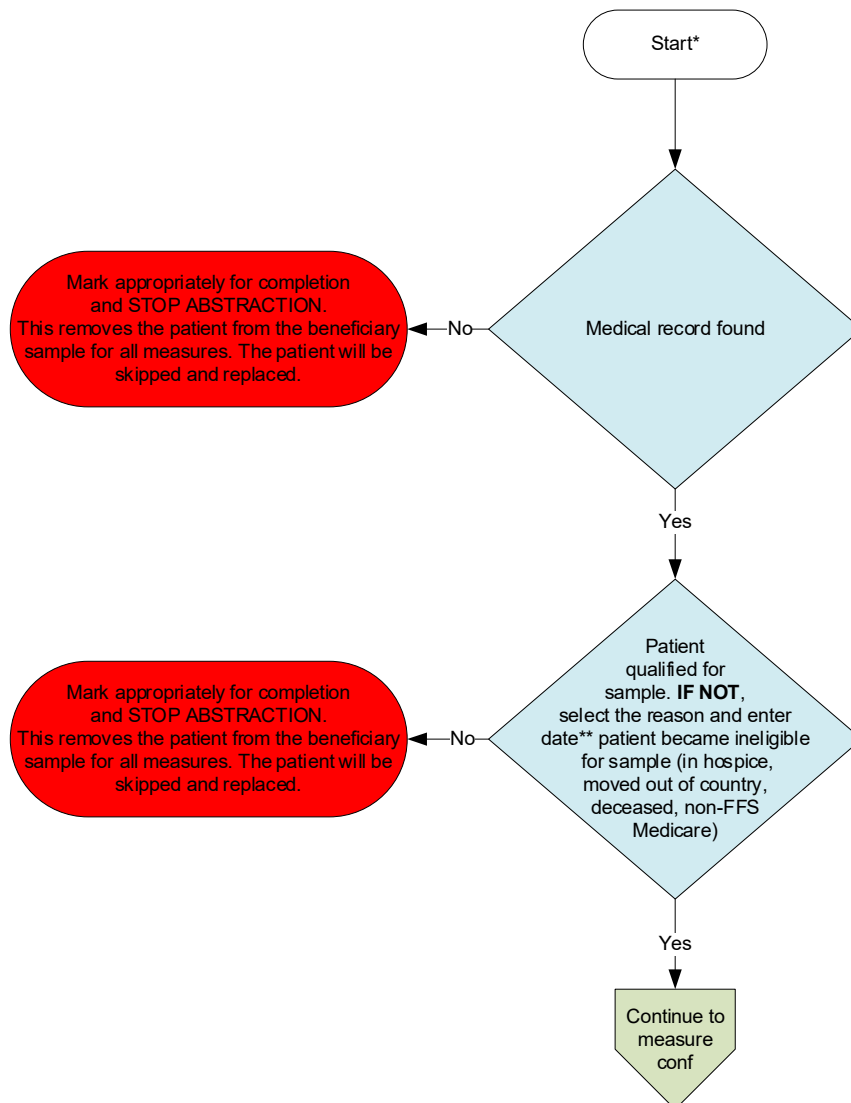 Start*
Medical record found
No
Mark appropriately for completion
and STOP ABSTRACTION.
This removes the patient from the beneficiary
sample for all measures. The patient will be
skipped and replaced.
Yes
Patient
qualified for
sample. IF NOT,
select the reason and enter
date** patient became ineligible
for sample (in hospice,
moved out of country,
deceased, non-FFS
Medicare)
No
Mark appropriately for completion
and STOP ABSTRACTION.
This removes the patient from the beneficiary
sample for all measures. The patient will be
skipped and replaced.
Yes
Continue to
measure
conf